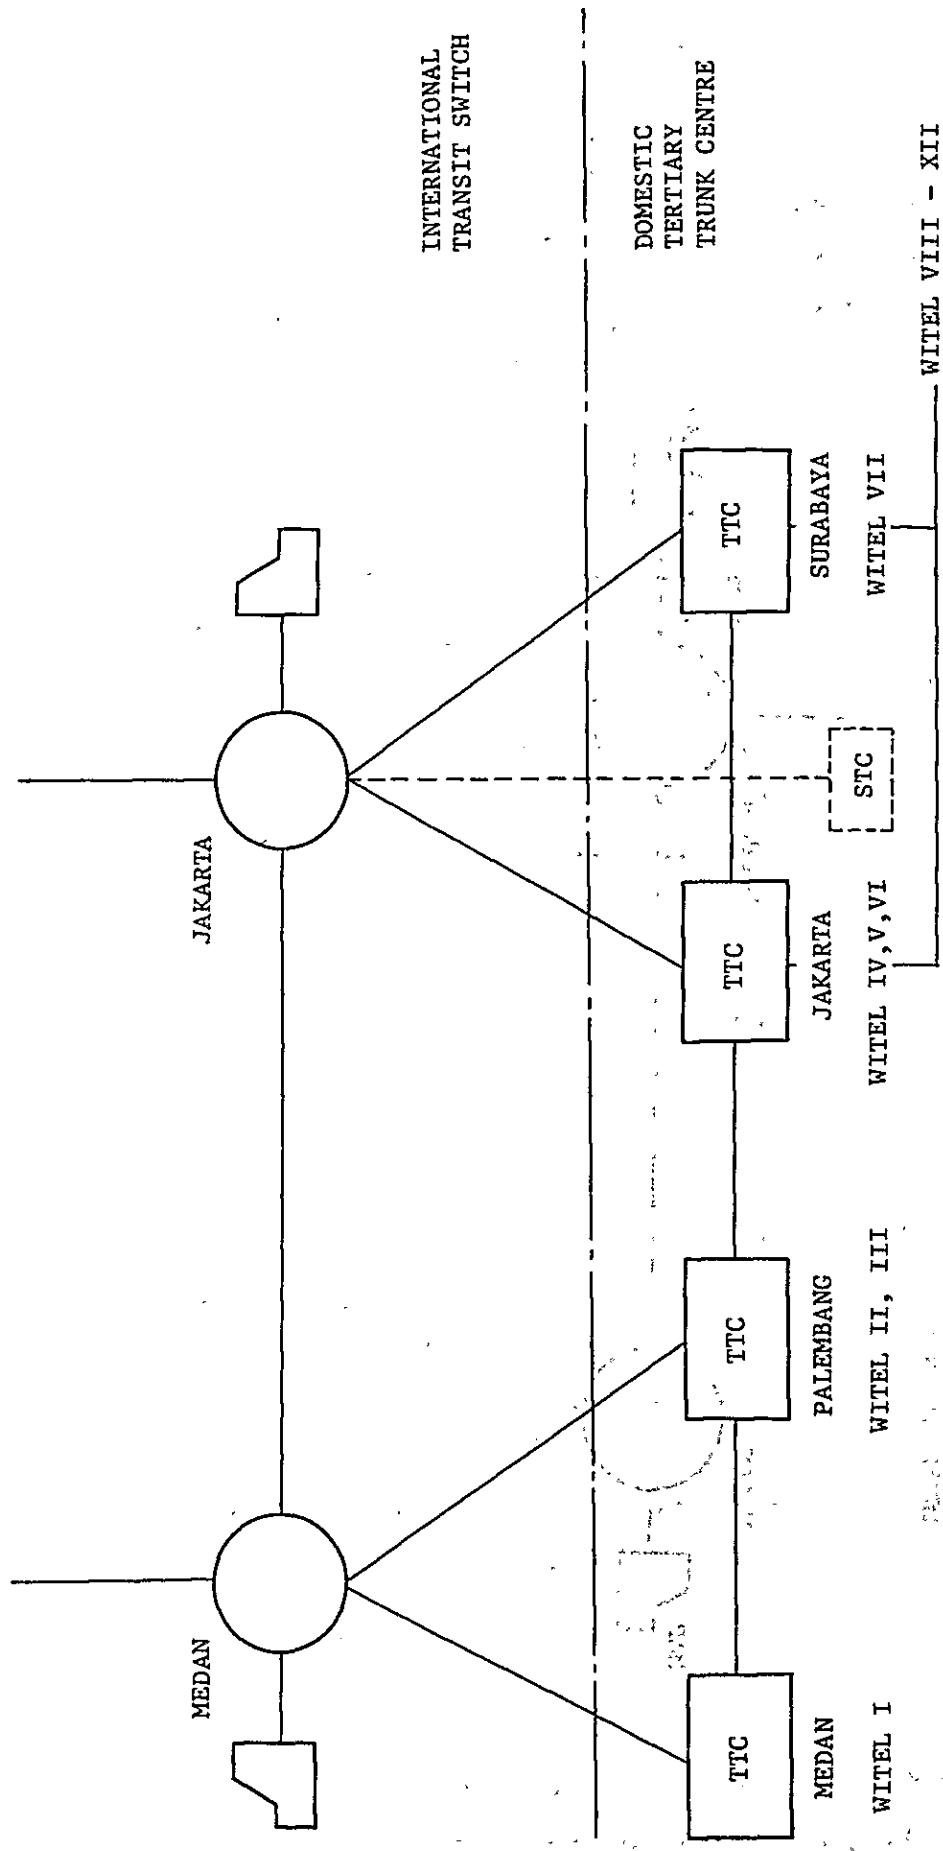 MEDAN
JAKARTA
INTERNATIONAL
TRANSIT SWITCH
DOMESTIC
TERTIARY
TRUNK CENTRE
TTC
TTC
TTC
TTC
STC
MEDAN
WITEL I
PALEMBANG
WITEL II, III
JAKARTA
WITEL IV,V,VI
SURABAYA
WITEL VII
WITEL VIII - XII